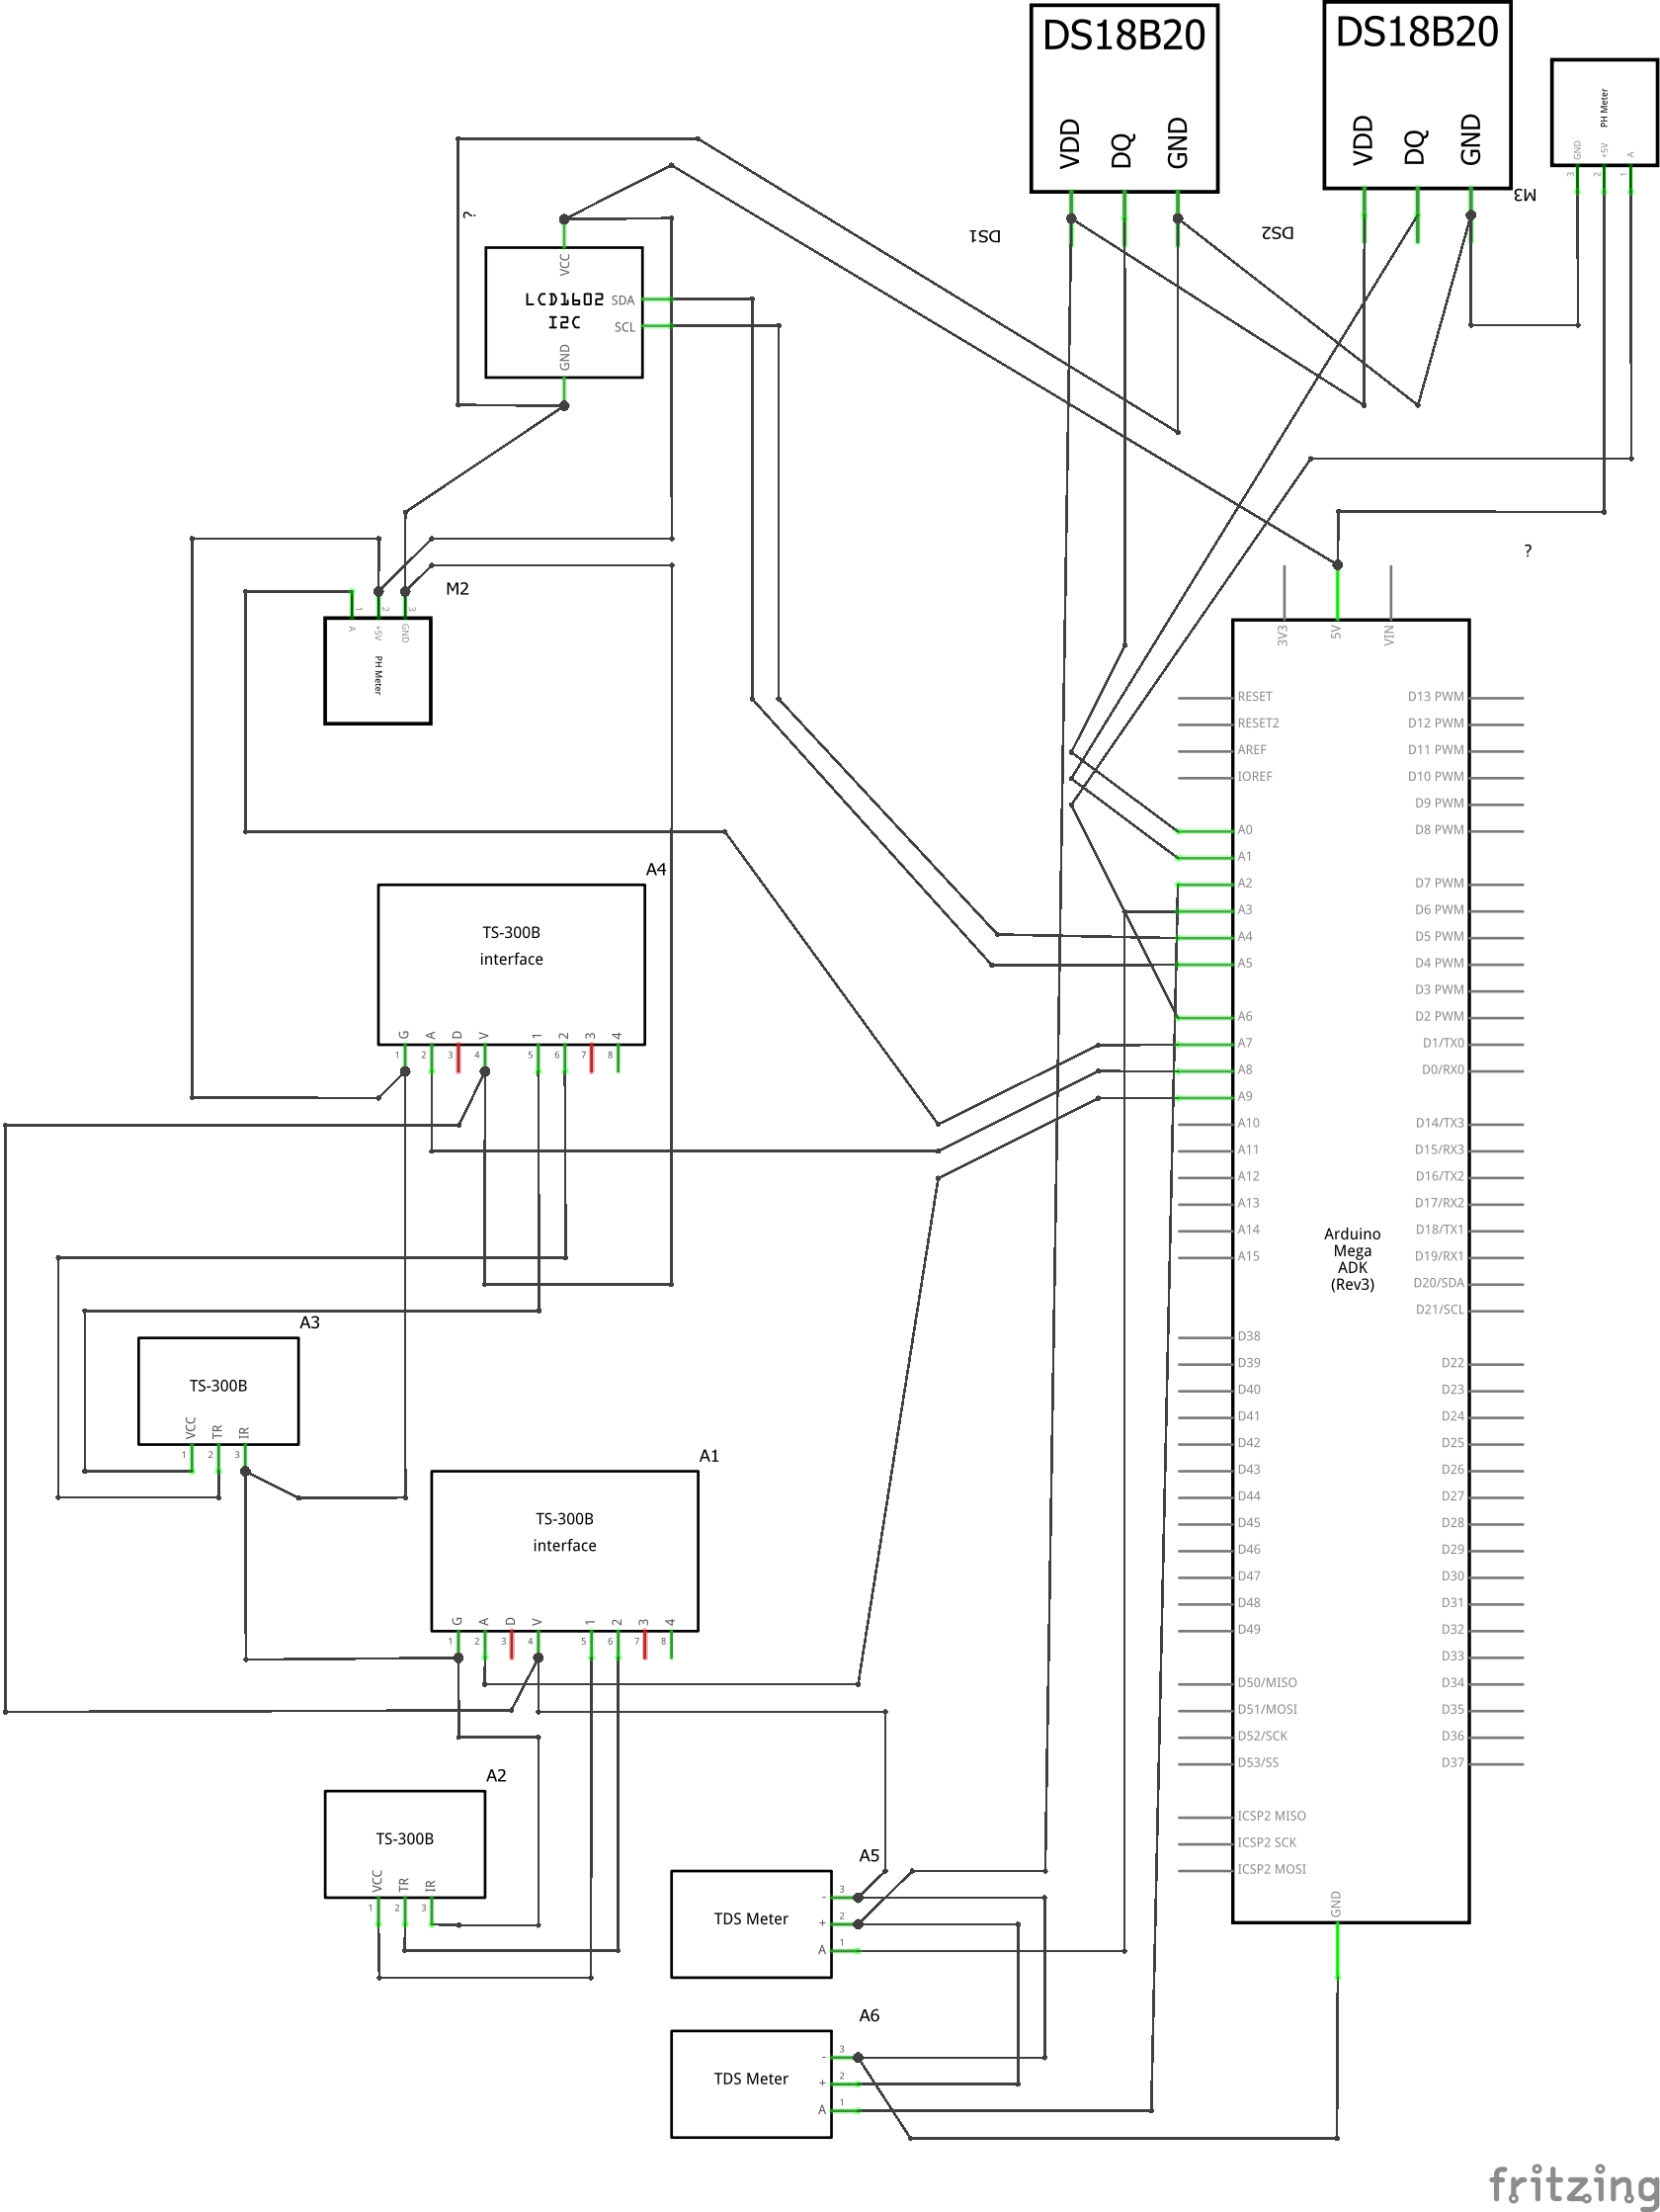 DS18B20
VDD
DQ
GND
DS1
DS18B20
VDD
DQ
GND
DS2
PH Meter
GND
+5V
A
3
2
1
M3
?
VCC
LCD1602
I2C
SDA
SCL
GND
M2
1
2
3
A
+5V
GND
PH Meter
?
3V3
5V
VIN
RESET
RESET2
AREF
IOREF
A0
A1
A2
A3
A4
A5
A6
A7
A8
A9
A10
A11
A12
A13
A14
A15
D38
D39
D40
D41
D42
D43
D44
D45
D46
D47
D48
D49
D50/MISO
D51/MOSI
D52/SCK
D53/SS
ICSP2 MISO
ICSP2 SCK
ICSP2 MOSI
Arduino
Mega
ADK
(Rev3)
D13 PWM
D12 PWM
D11 PWM
D10 PWM
D9 PWM
D8 PWM
D7 PWM
D6 PWM
D5 PWM
D4 PWM
D3 PWM
D2 PWM
D1/TX0
D0/RX0
D14/TX3
D15/RX3
D16/TX2
D17/RX2
D18/TX1
D19/RX1
D20/SDA
D21/SCL
D22
D23
D24
D25
D26
D27
D28
D29
D30
D31
D32
D33
D34
D35
D36
D37
GND
A4
TS-300B
interface
G A D V 1 2 3 4
1 2 3 4 5 6 7 8
A3
TS-300B
VCC TR IR
1 2 3
A1
TS-300B
interface
G A D V 1 2 3 4
1 2 3 4 5 6 7 8
A2
TS-300B
VCC TR IR
1 2 3
A5
TDS Meter
- 3
+ 2
A 1
A6
TDS Meter
- 3
+ 2
A 1
fritzing